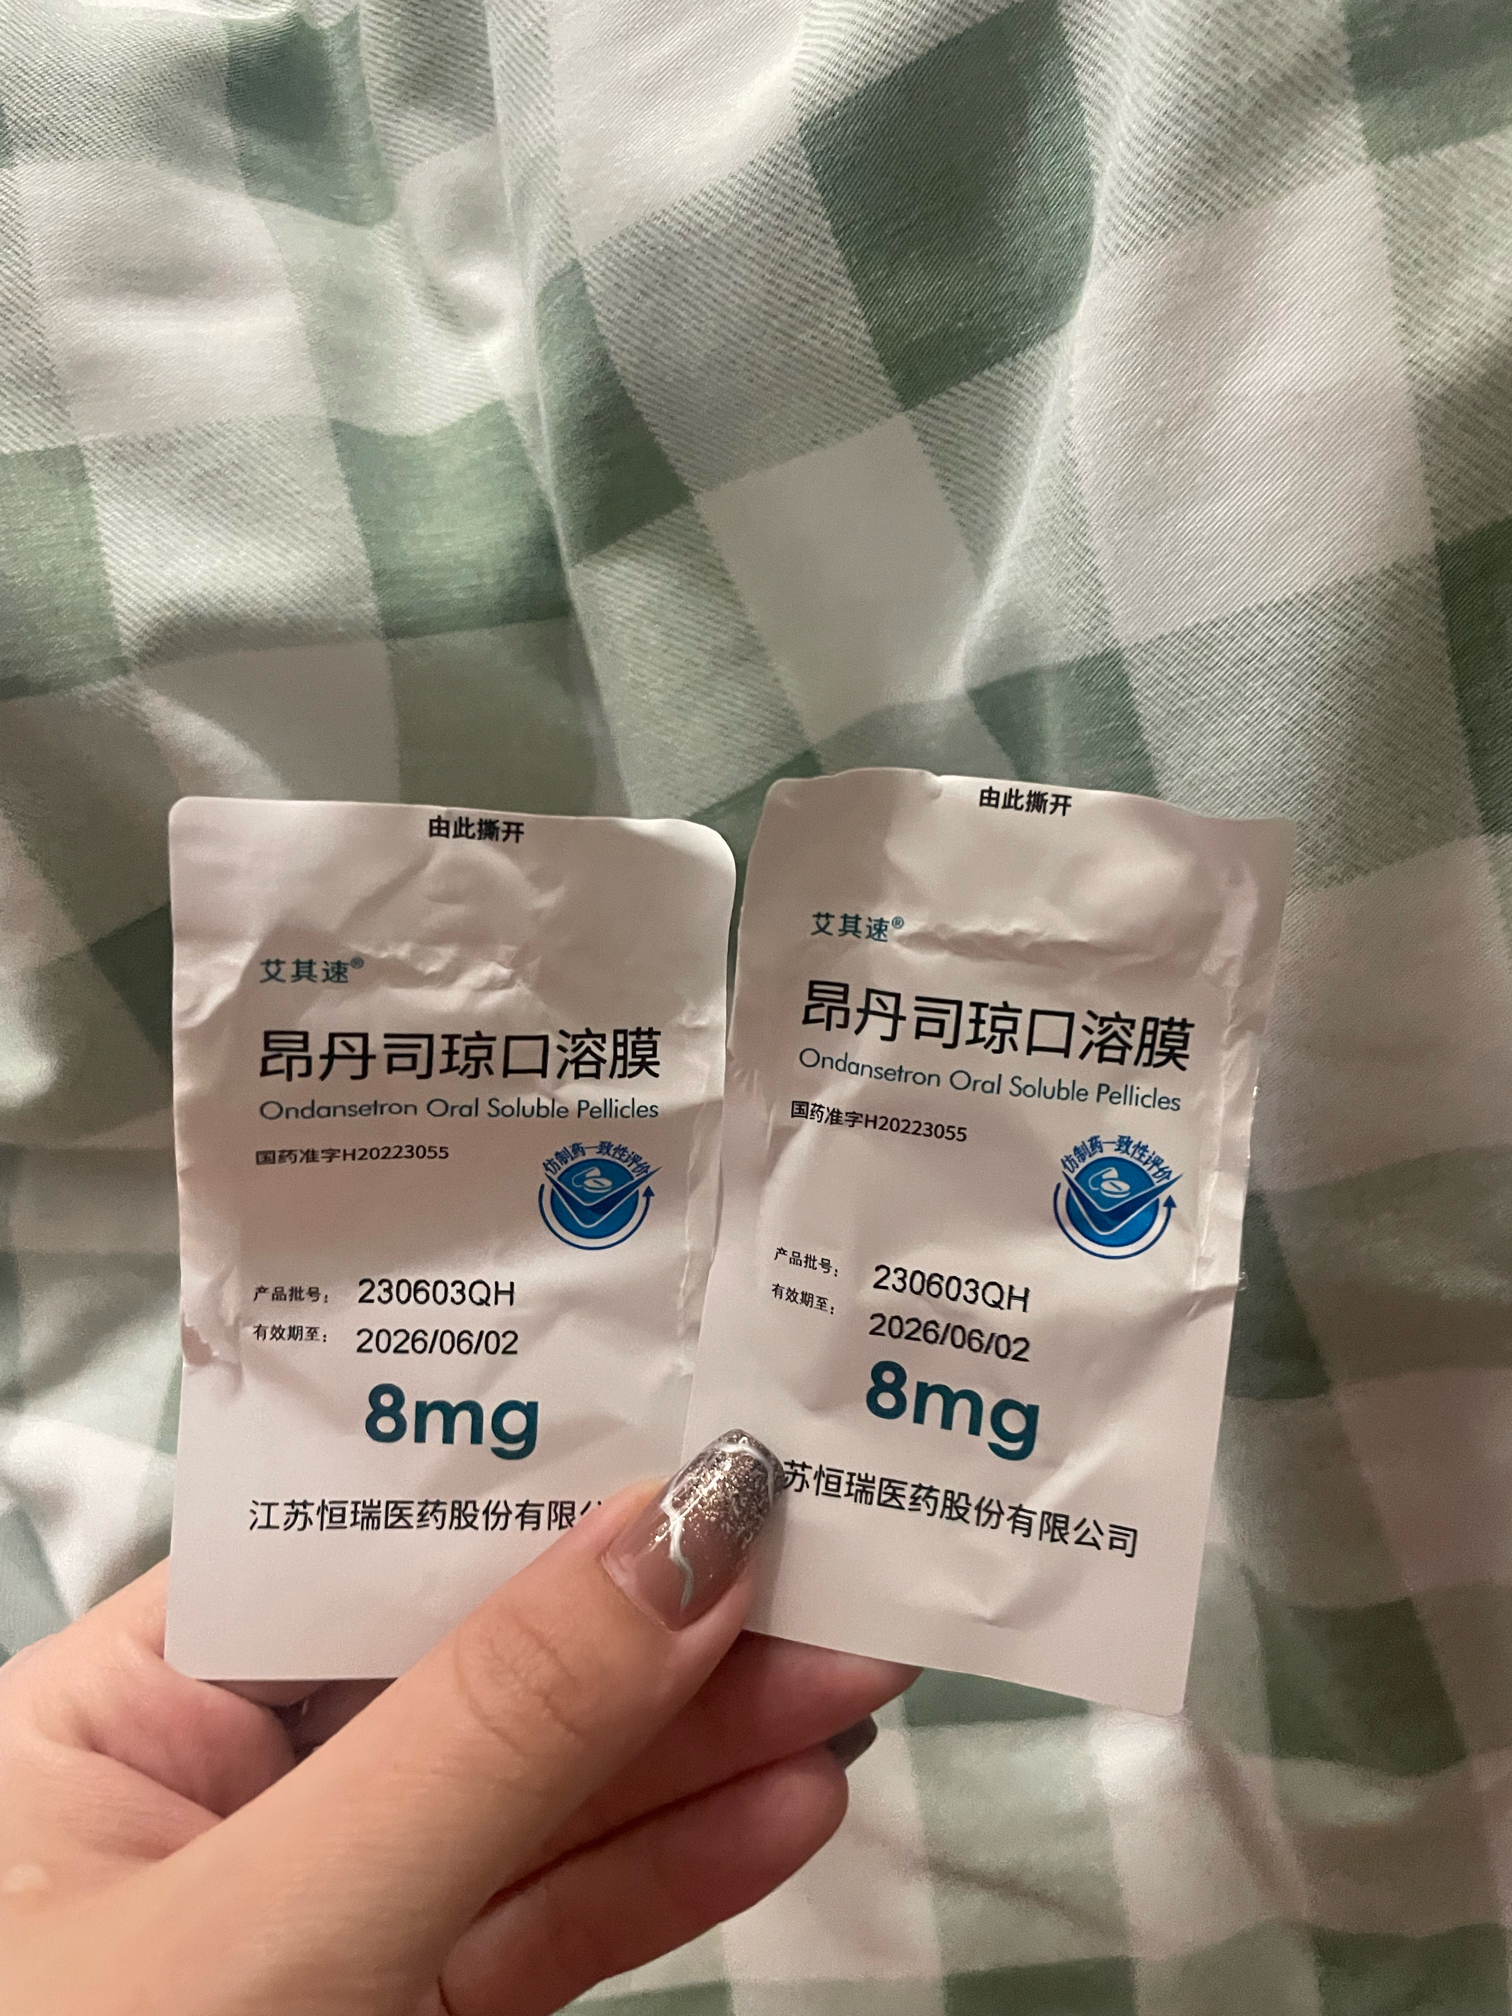 由此撕开
艾其速®
昂丹司琼口溶膜
Ondansetron Oral Soluble Pellicles
国药准字H20223055
仿制药一致性评价
产品批号： 230603QH
有效期至： 2026/06/02
8mg
江苏恒瑞医药股份有限公
由此撕开
艾其速®
昂丹司琼口溶膜
Ondansetron Oral Soluble Pellicles
国药准字H20223055
仿制药一致性评价
产品批号： 230603QH
有效期至： 2026/06/02
8mg
苏恒瑞医药股份有限公司